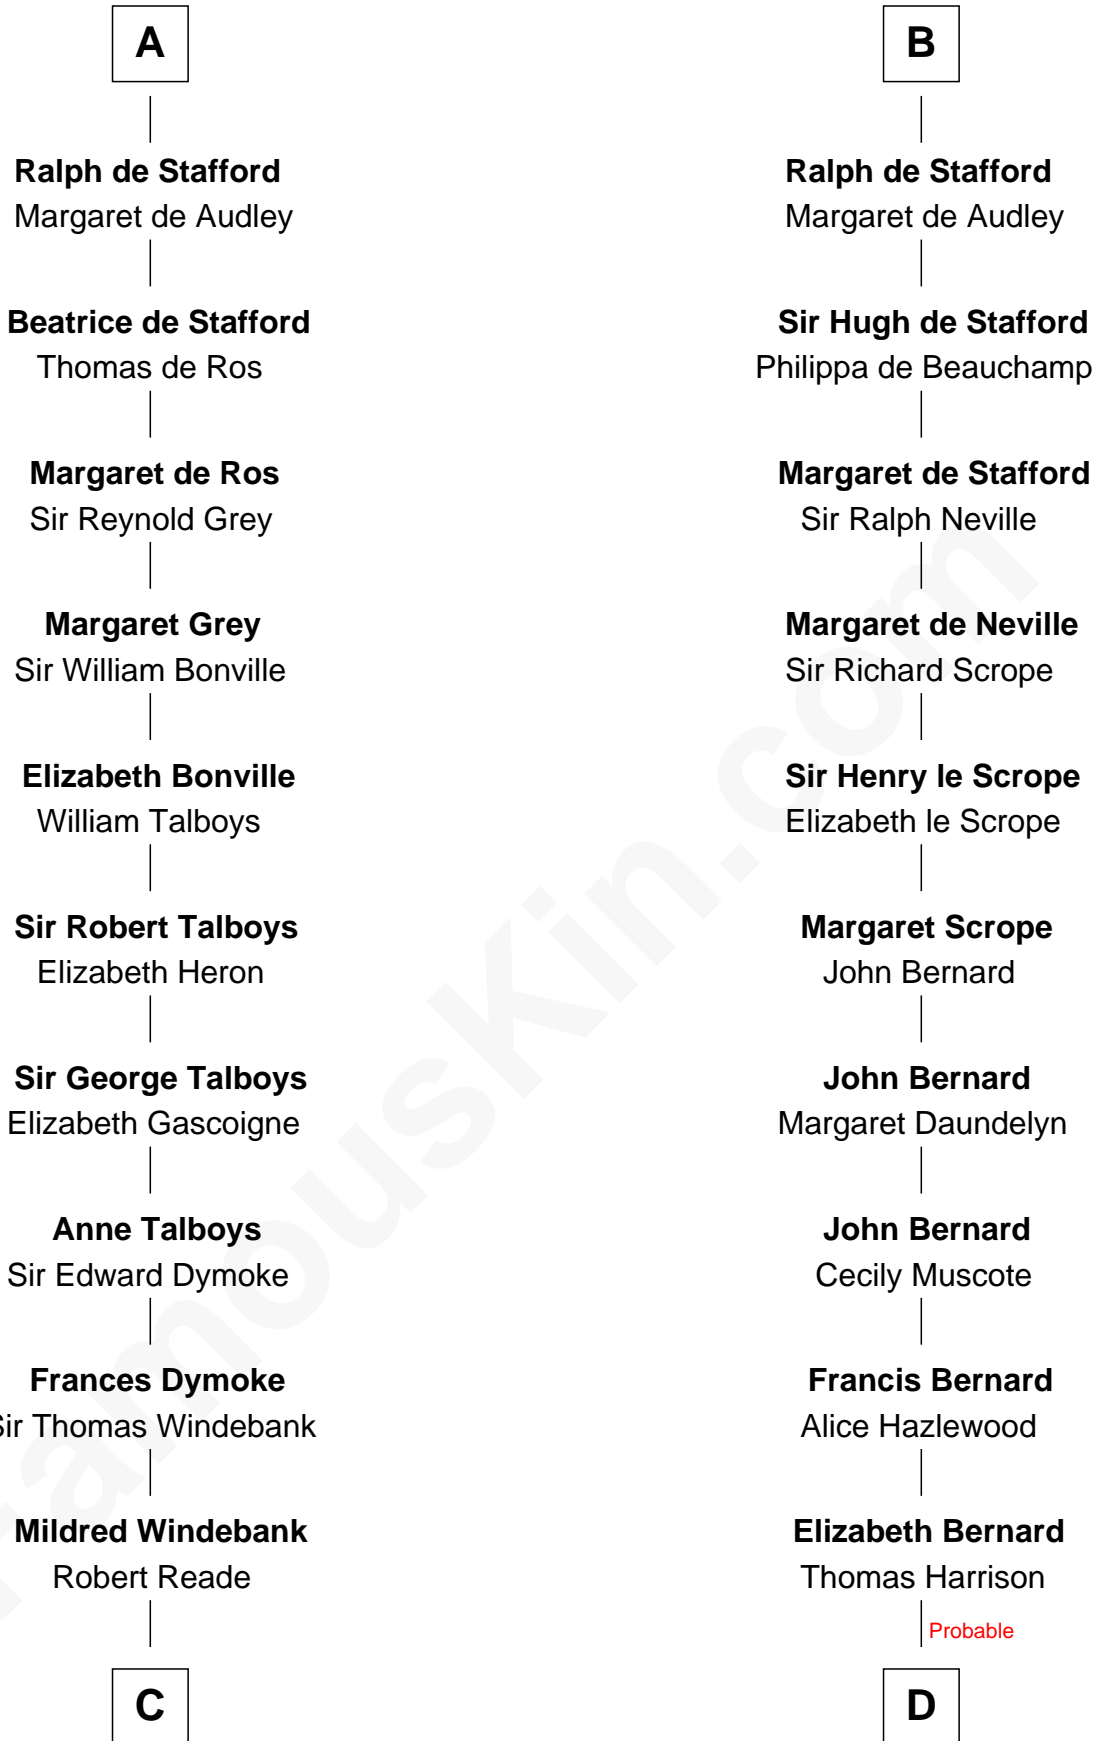 A
Ralph de Stafford
Margaret de Audley
Beatrice de Stafford
Thomas de Ros
Margaret de Ros
Sir Reynold Grey
Margaret Grey
Sir William Bonville
Elizabeth Bonville
William Talboys
Sir Robert Talboys
Elizabeth Heron
Sir George Talboys
Elizabeth Gascoigne
Anne Talboys
Sir Edward Dymoke
Frances Dymoke
Sir Thomas Windebank
Mildred Windebank
Robert Reade
C
B
Ralph de Stafford
Margaret de Audley
Sir Hugh de Stafford
Philippa de Beauchamp
Margaret de Stafford
Sir Ralph Neville
Margaret de Neville
Sir Richard Scrope
Sir Henry le Scrope
Elizabeth le Scrope
Margaret Scrope
John Bernard
John Bernard
Margaret Daundelyn
John Bernard
Cecily Muscote
Francis Bernard
Alice Hazlewood
Elizabeth Bernard
Thomas Harrison
Probable
D
FamousKin.com